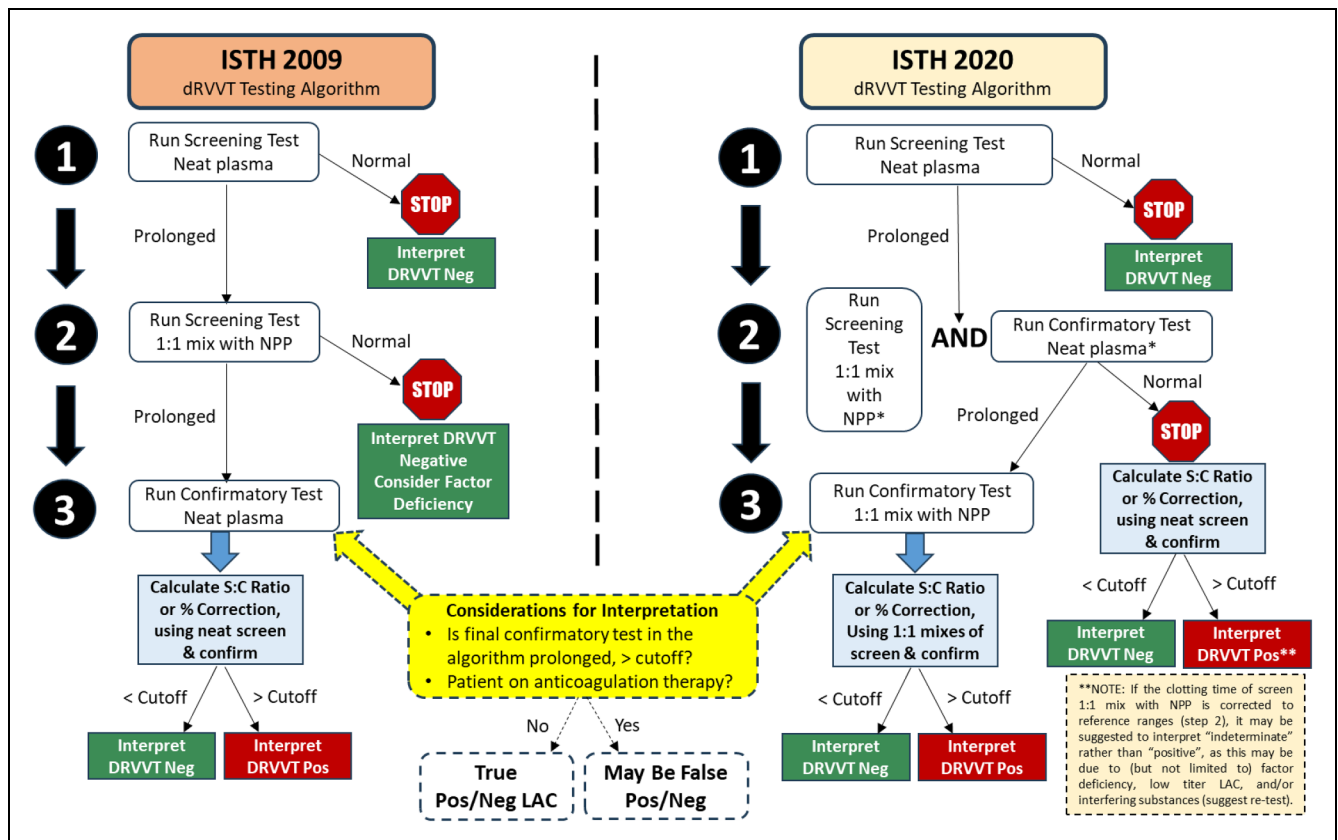 ISTH 2009
dRVVT Testing Algorithm
1
Run Screening Test
Neat plasma
Normal
STOP
Interpret
DRVVT Neg
Prolonged
2
Run Screening Test
1:1 mix with NPP
Normal
STOP
Interpret DRVVT
Negative
Consider Factor
Deficiency
Prolonged
3
Run Confirmatory Test
Neat plasma
Calculate S:C Ratio
or % Correction,
using neat screen
& confirm
< Cutoff
> Cutoff
Interpret
DRVVT Neg
Interpret
DRVVT Pos
Considerations for Interpretation
• Is final confirmatory test in the
algorithm prolonged, > cutoff?
• Patient on anticoagulation therapy?
No
Yes
True
Pos/Neg LAC
May Be False
Pos/Neg
ISTH 2020
dRVVT Testing Algorithm
1
Run Screening Test
Neat plasma
Normal
STOP
Interpret
DRVVT Neg
Prolonged
2
Run
Screening
Test
1:1 mix
with
NPP*
AND
Run Confirmatory Test
Neat plasma*
Normal
STOP
Prolonged
Calculate S:C Ratio
or % Correction,
using neat screen
& confirm
< Cutoff
> Cutoff
Interpret
DRVVT Neg
Interpret
DRVVT Pos**
3
Run Confirmatory Test
1:1 mix with NPP
Calculate S:C Ratio
or % Correction,
Using 1:1 mixes of
screen & confirm
< Cutoff
> Cutoff
Interpret
DRVVT Neg
Interpret
DRVVT Pos
**NOTE: If the clotting time of screen
1:1 mix with NPP is corrected to
reference ranges (step 2), it may be
suggested to interpret “indeterminate”
rather than “positive”, as this may be
due to (but not limited to) factor
deficiency, low titer LAC, and/or
interfering substances (suggest re-test).